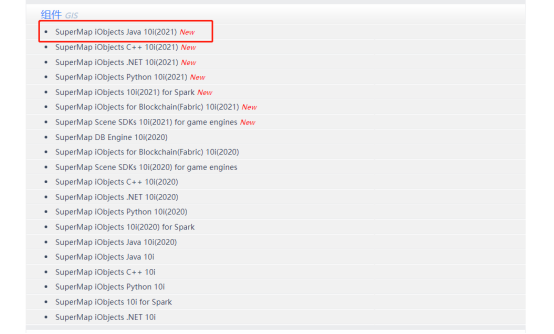 组件 GIS
SuperMap iObjects Java 10i(2021) New
SuperMap iObjects C++ 10i(2021) New
SuperMap iObjects .NET 10i(2021) New
SuperMap iObjects Python 10i(2021) New
SuperMap iObjects 10i(2021) for Spark New
SuperMap iObjects for Blockchain(Fabric) 10i(2021) New
SuperMap Scene SDKs 10i(2021) for game engines New
SuperMap DB Engine 10i(2020)
SuperMap iObjects for Blockchain(Fabric) 10i(2020)
SuperMap Scene SDKs 10i(2020) for game engines
SuperMap iObjects C++ 10i(2020)
SuperMap iObjects .NET 10i(2020)
SuperMap iObjects Python 10i(2020)
SuperMap iObjects 10i(2020) for Spark
SuperMap iObjects Java 10i(2020)
SuperMap iObjects Java 10i
SuperMap iObjects C++ 10i
SuperMap iObjects Python 10i
SuperMap iObjects 10i for Spark
SuperMap iObjects .NET 10i